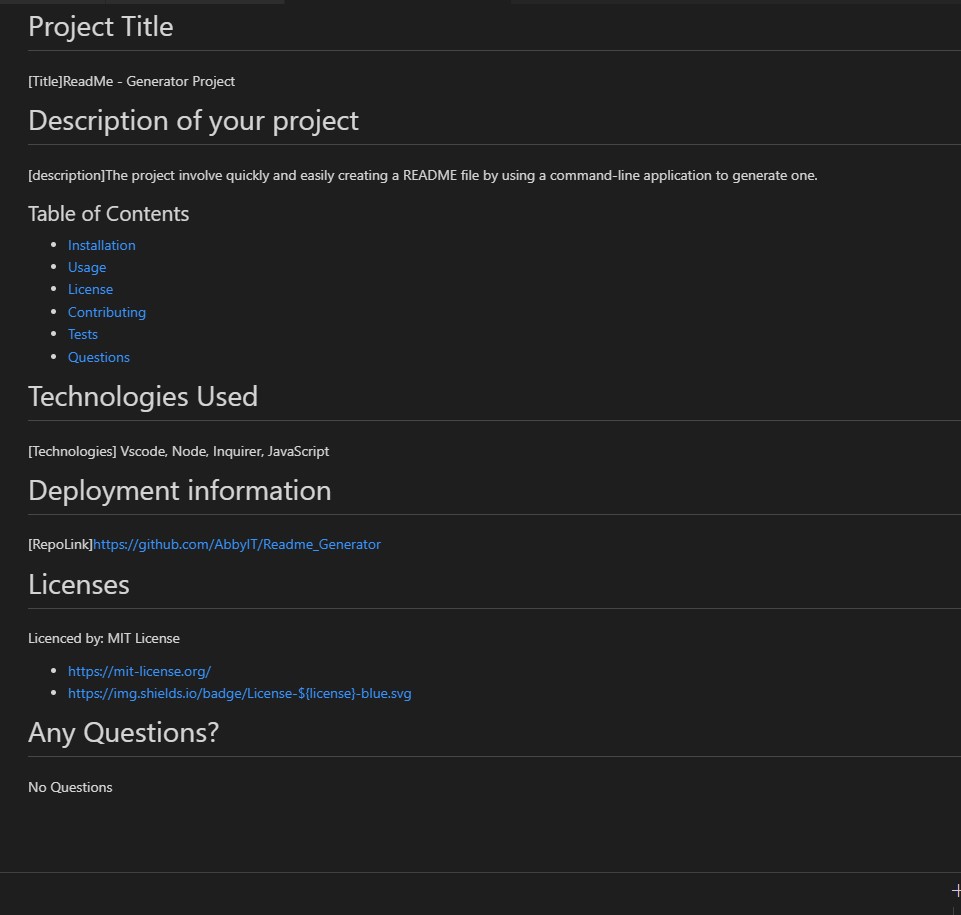 Project Title
[Title]ReadMe - Generator Project
Description of your project
[description]The project involve quickly and easily creating a README file by using a command-line application to generate one.
Table of Contents
Installation
Usage
License
Contributing
Tests
Questions
Technologies Used
[Technologies] Vscode, Node, Inquirer, JavaScript
Deployment information
[RepoLink]https://github.com/AbbyIT/Readme_Generator
Licenses
Licenced by: MIT License
https://mit-license.org/
https://img.shields.io/badge/License-${license}-blue.svg
Any Questions?
No Questions